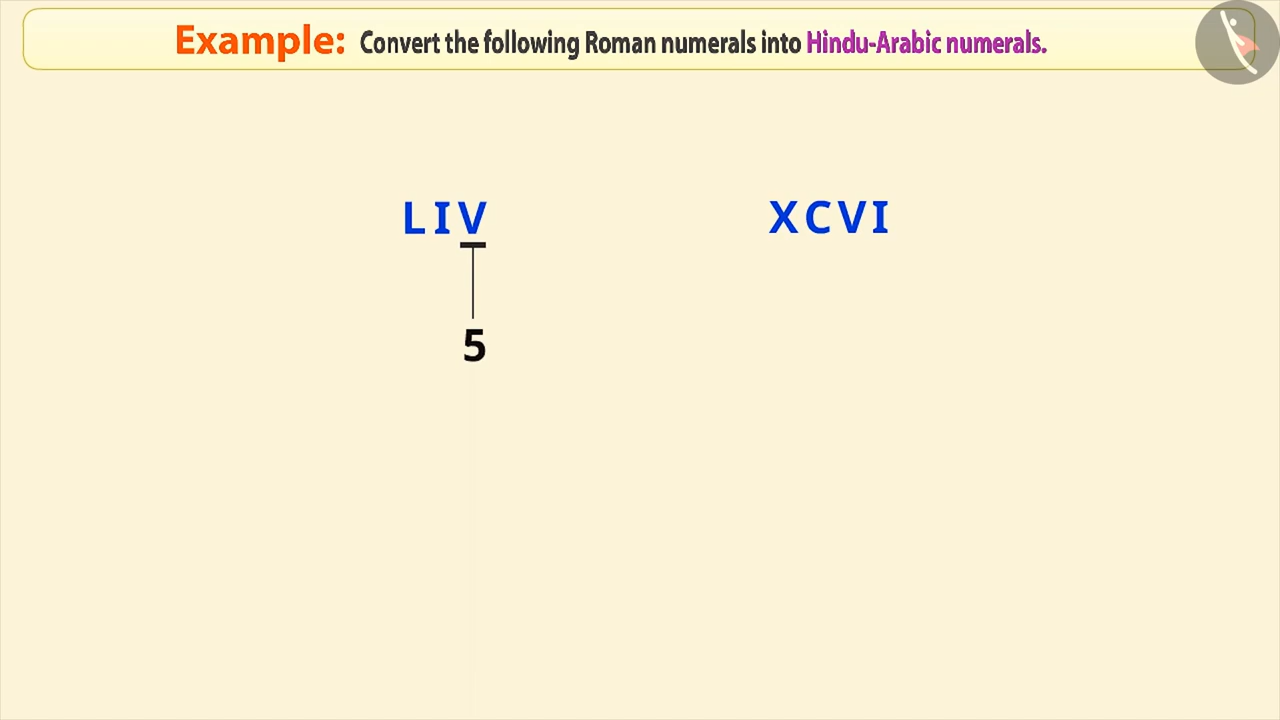 Example: Convert the following Roman numerals into Hindu-Arabic numerals.
LIV XCVI
5